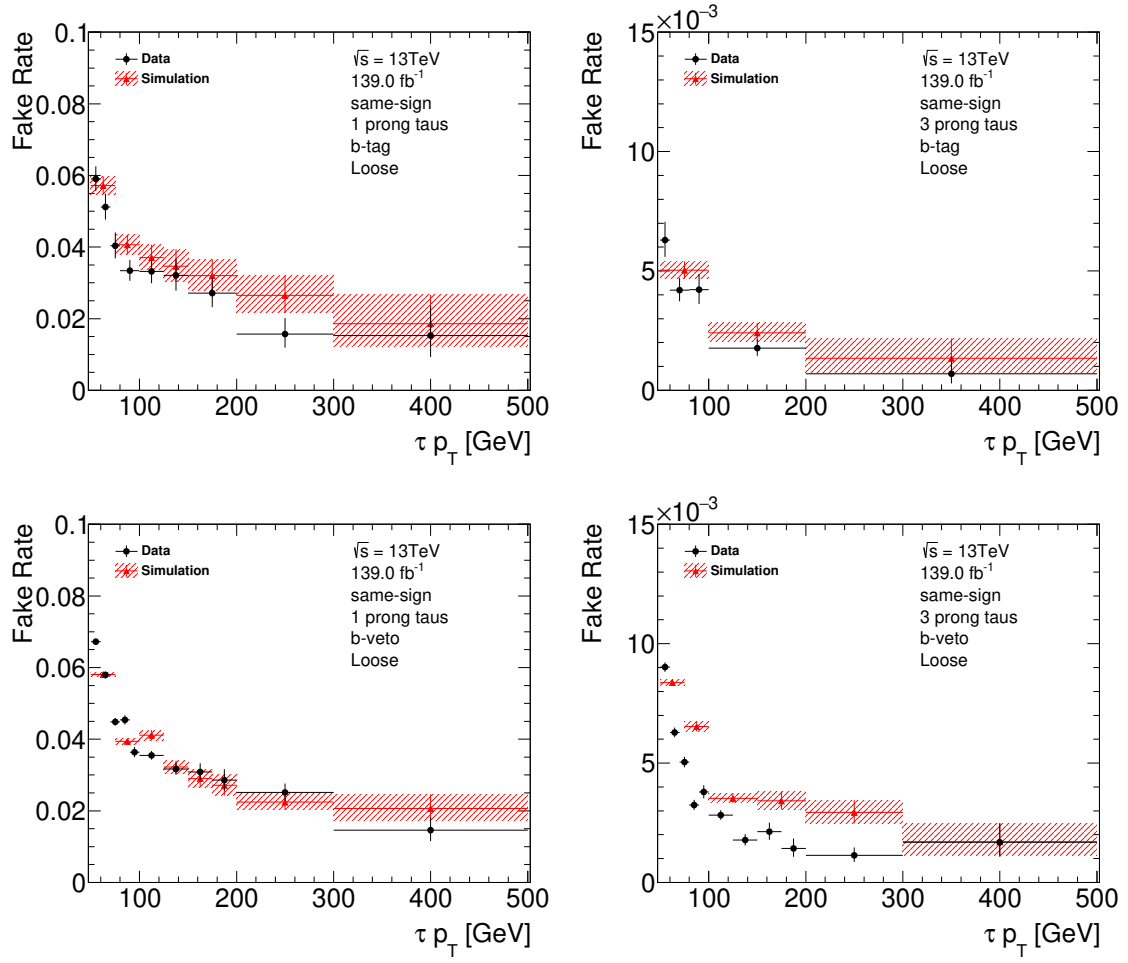 Fake Rate
0.1
0.08
0.06
0.04
0.02
0
Data
Simulation
√s = 13TeV
139.0 fb⁻¹
same-sign
1 prong taus
b-tag
Loose
100 200 300 400 500
τ p_T [GeV]
Fake Rate
15 ×10⁻³
10
5
0
Data
Simulation
√s = 13TeV
139.0 fb⁻¹
same-sign
3 prong taus
b-tag
Loose
100 200 300 400 500
τ p_T [GeV]
Fake Rate
0.1
0.08
0.06
0.04
0.02
0
Data
Simulation
√s = 13TeV
139.0 fb⁻¹
same-sign
1 prong taus
b-veto
Loose
100 200 300 400 500
τ p_T [GeV]
Fake Rate
15 ×10⁻³
10
5
0
Data
Simulation
√s = 13TeV
139.0 fb⁻¹
same-sign
3 prong taus
b-veto
Loose
100 200 300 400 500
τ p_T [GeV]